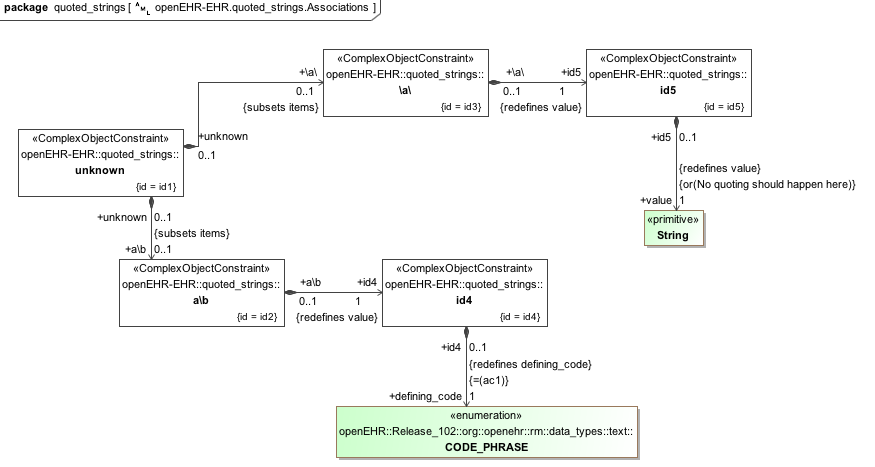 package quoted_strings [ AML openEHR-EHR.quoted_strings.Associations ]
«ComplexObjectConstraint»
openEHR-EHR::quoted_strings::
\a\
{id = id3}
+\a\
0..1
{subsets items}
+\a\
0..1
+id5
1
{redefines value}
«ComplexObjectConstraint»
openEHR-EHR::quoted_strings::
id5
{id = id5}
«ComplexObjectConstraint»
openEHR-EHR::quoted_strings::
unknown
{id = id1}
+unknown
0..1
+id5
0..1
{redefines value}
{or(No quoting should happen here)}
+value
1
«primitive»
String
+unknown
0..1
{subsets items}
+a\b
0..1
«ComplexObjectConstraint»
openEHR-EHR::quoted_strings::
a\b
{id = id2}
+a\b
0..1
+id4
1
{redefines value}
«ComplexObjectConstraint»
openEHR-EHR::quoted_strings::
id4
{id = id4}
+id4
0..1
{redefines defining_code}
{=(ac1)}
+defining_code
1
«enumeration»
openEHR::Release_102::org::openehr::rm::data_types::text::
CODE_PHRASE